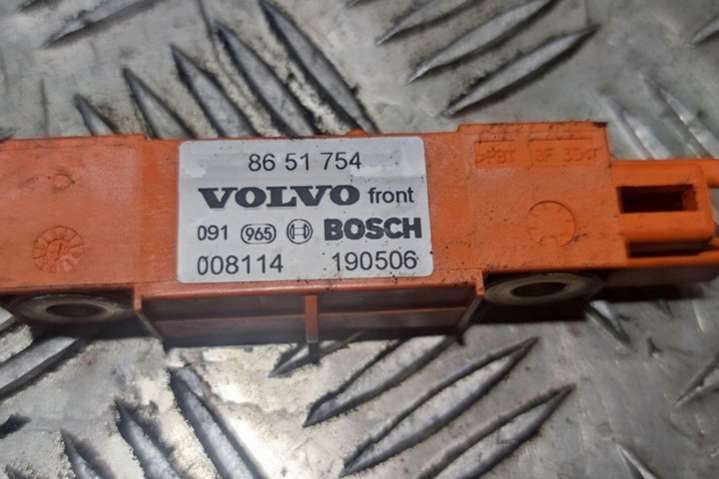 86 51 754
VOLVO front
091 965 BOSCH
008114 190506